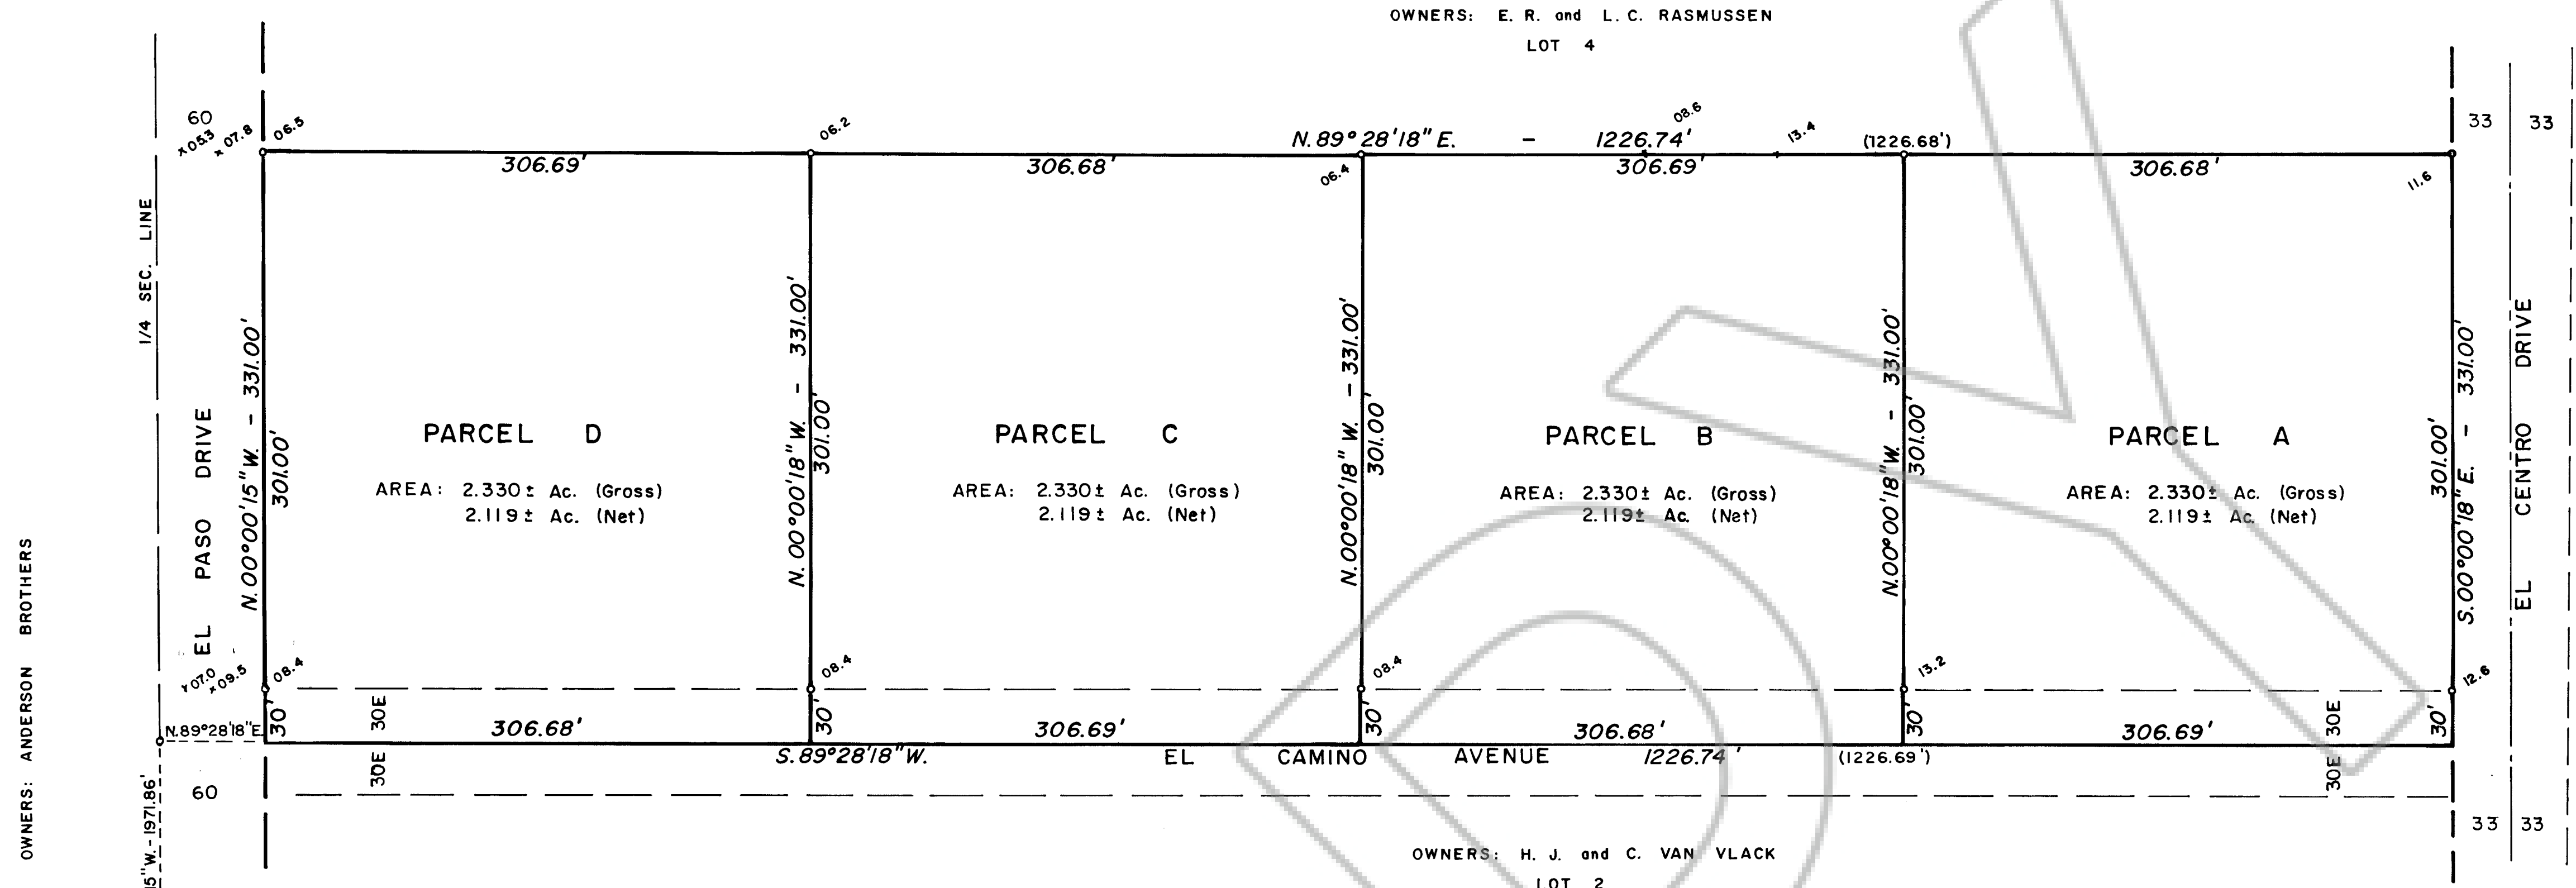 OWNERS: E. R. and L. C. RASMUSSEN
LOT 4
60
x 05.3
x 07.8
06.5
06.2
N. 89° 28' 18" E. - 1226.74'
08.6
13.4
(1226.68')
33
33
306.69'
306.68'
06.4
306.69'
306.68'
11.6
1/4 SEC. LINE
EL PASO DRIVE
OWNERS: ANDERSON BROTHERS
N. 00° 00' 15" W. - 331.00'
301.00'
N. 00° 00' 18" W. - 331.00'
301.00'
N. 00° 00' 18" W. - 331.00'
301.00'
N. 00° 00' 18" W. - 331.00'
301.00'
301.00'
S. 00° 00' 18" E. - 331.00'
EL CENTRO DRIVE
PARCEL D
AREA: 2.330± Ac. (Gross)
2.119± Ac. (Net)
PARCEL C
AREA: 2.330± Ac. (Gross)
2.119± Ac. (Net)
PARCEL B
AREA: 2.330± Ac. (Gross)
2.119± Ac. (Net)
PARCEL A
AREA: 2.330± Ac. (Gross)
2.119± Ac. (Net)
07.0
x 09.5
08.4
08.4
08.4
13.2
12.6
N. 89° 28' 18" E.
30'
30E
306.68'
30'
306.69'
30'
306.68'
30'
306.69'
30E
30'
30E
S. 89° 28' 18" W.
EL CAMINO AVENUE
1226.74'
(1226.69')
30E
60
15" W. - 1971.86'
33
33
OWNERS: H. J. and C. VAN VLACK
LOT 2